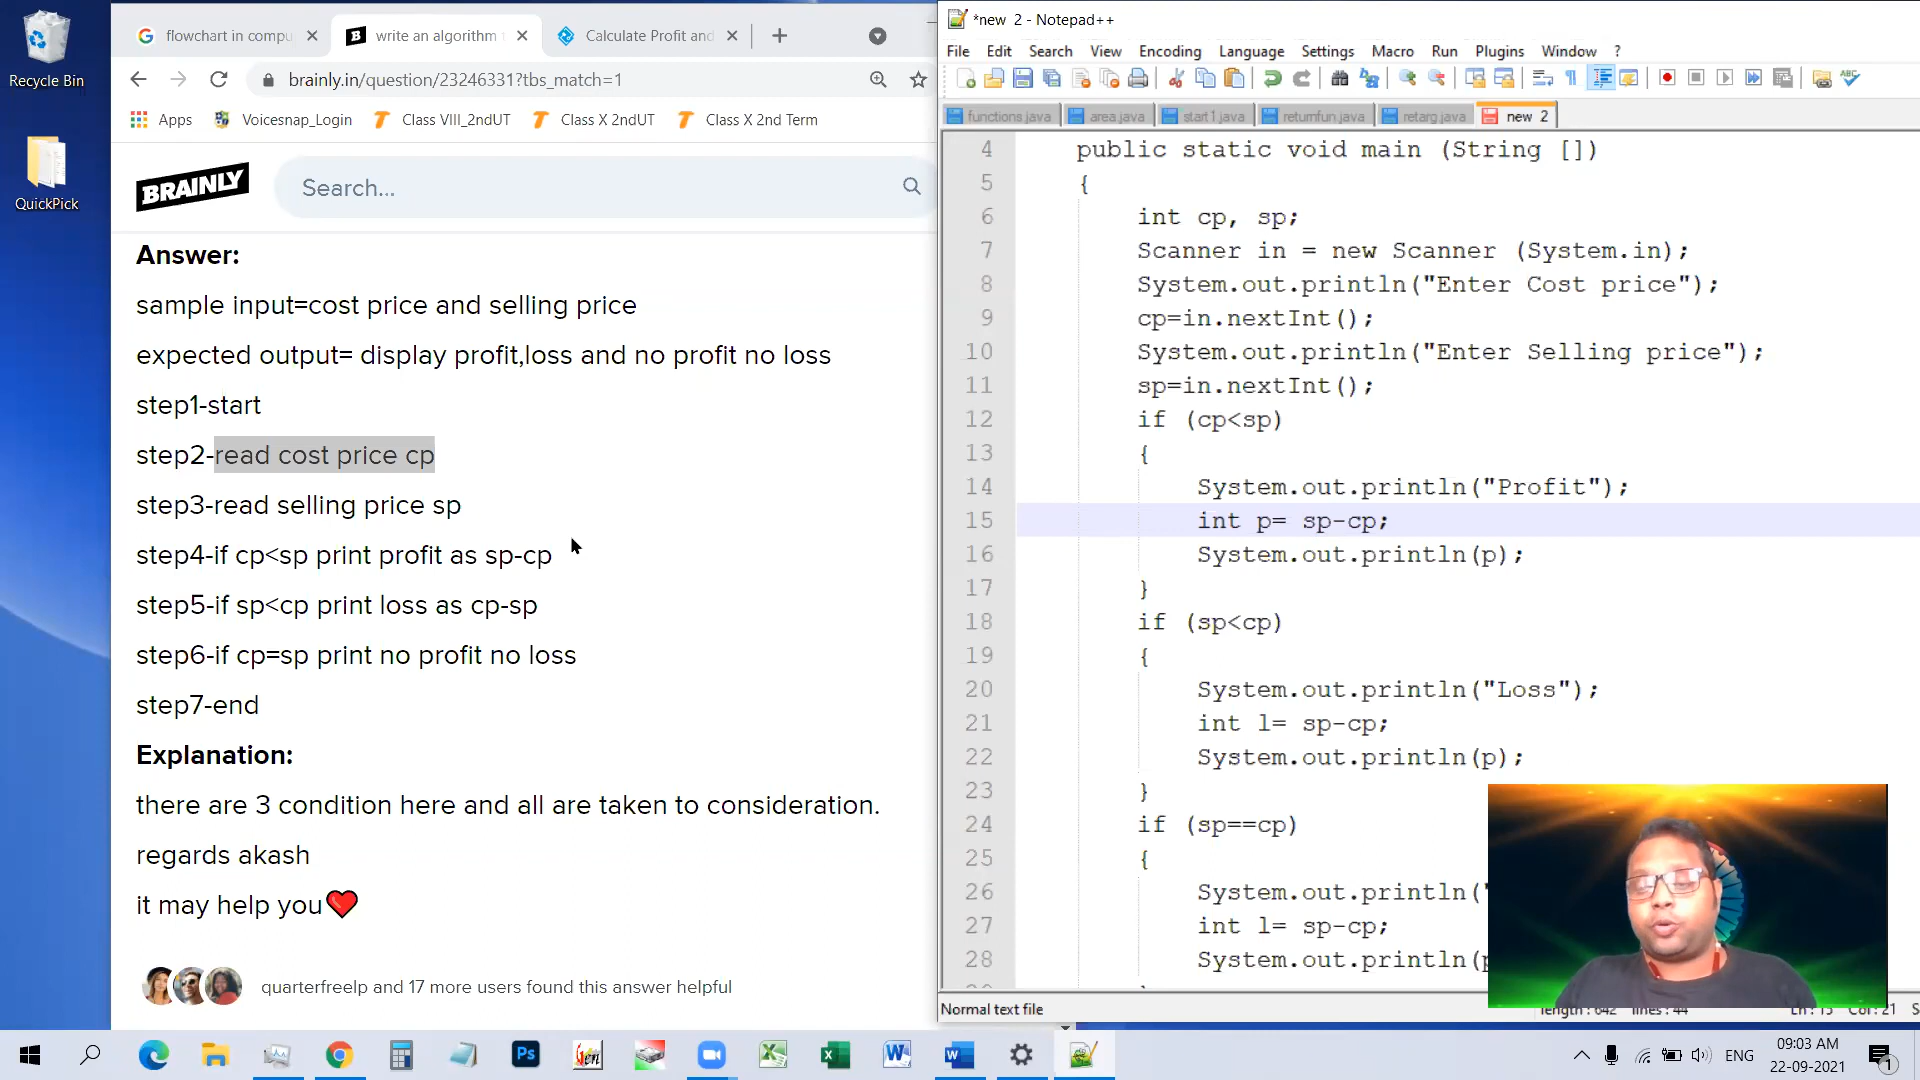 Recycle Bin
QuickPick
flowchart in compu
write an algorithm t
Calculate Profit and
brainly.in/question/23246331?tbs_match=1
Apps
Voicesnap_Login
Class VIII_2ndUT
Class X 2ndUT
Class X 2nd Term
BRAINLY
Search...
Answer:
sample input=cost price and selling price
expected output= display profit,loss and no profit no loss
step1-start
step2-read cost price cp
step3-read selling price sp
step4-if cp<sp print profit as sp-cp
step5-if sp<cp print loss as cp-sp
step6-if cp=sp print no profit no loss
step7-end
Explanation:
there are 3 condition here and all are taken to consideration.
regards akash
it may help you
quarterfreelp and 17 more users found this answer helpful
*new 2 - Notepad++
File Edit Search View Encoding Language Settings Macro Run Plugins Window ?
functions.java area.java start1.java returnfun.java retarg.java new 2
4 public static void main (String [])
5 {
6 int cp, sp;
7 Scanner in = new Scanner (System.in);
8 System.out.println("Enter Cost price");
9 cp=in.nextInt();
10 System.out.println("Enter Selling price");
11 sp=in.nextInt();
12 if (cp<sp)
13 {
14 System.out.println("Profit");
15 int p= sp-cp;
16 System.out.println(p);
17 }
18 if (sp<cp)
19 {
20 System.out.println("Loss");
21 int l= sp-cp;
22 System.out.println(p);
23 }
24 if (sp==cp)
25 {
26 System.out.println("
27 int l= sp-cp;
28 System.out.println(p
Normal text file
length : 642 lines : 44
Ln : 15 Col : 21
Ps
Gen
ENG
09:03 AM
22-09-2021
1